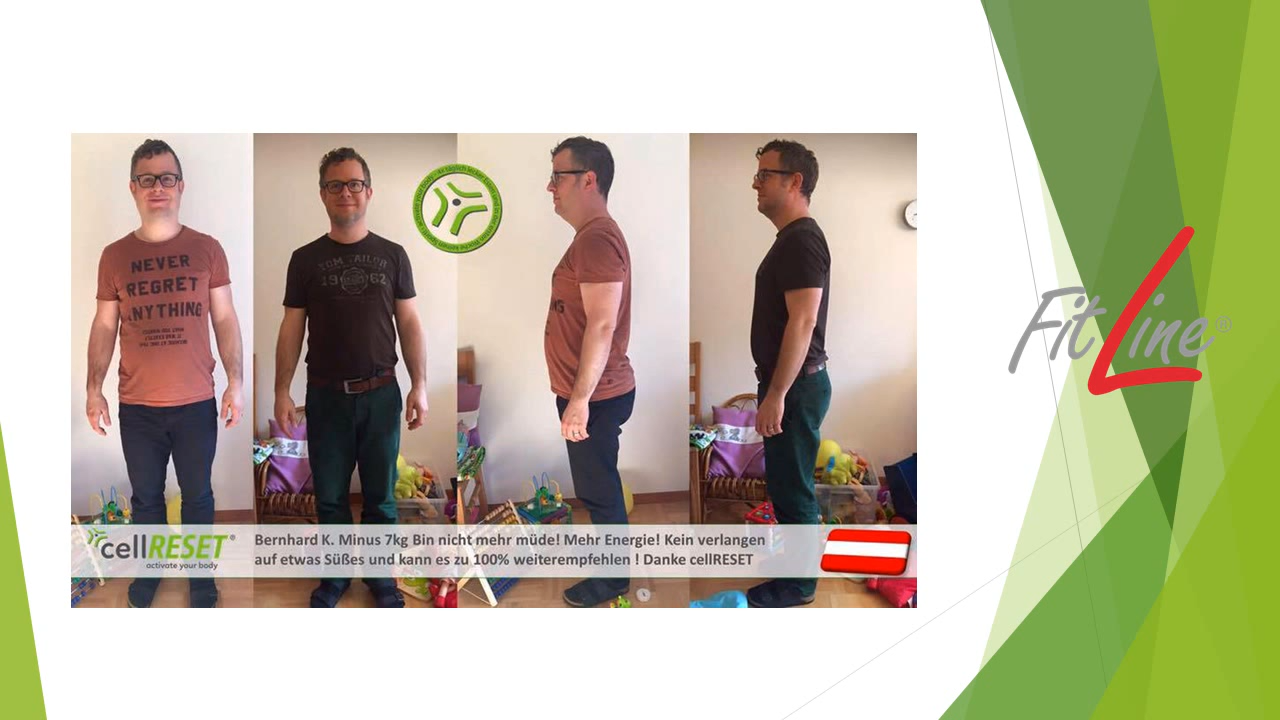 NEVER
REGRET
ANYTHING
TOM TAILOR
1962
cellRESET®
activate your body
Bernhard K. Minus 7kg Bin nicht mehr müde! Mehr Energie! Kein verlangen
auf etwas Süßes und kann es zu 100% weiterempfehlen ! Danke cellRESET
FitLine®